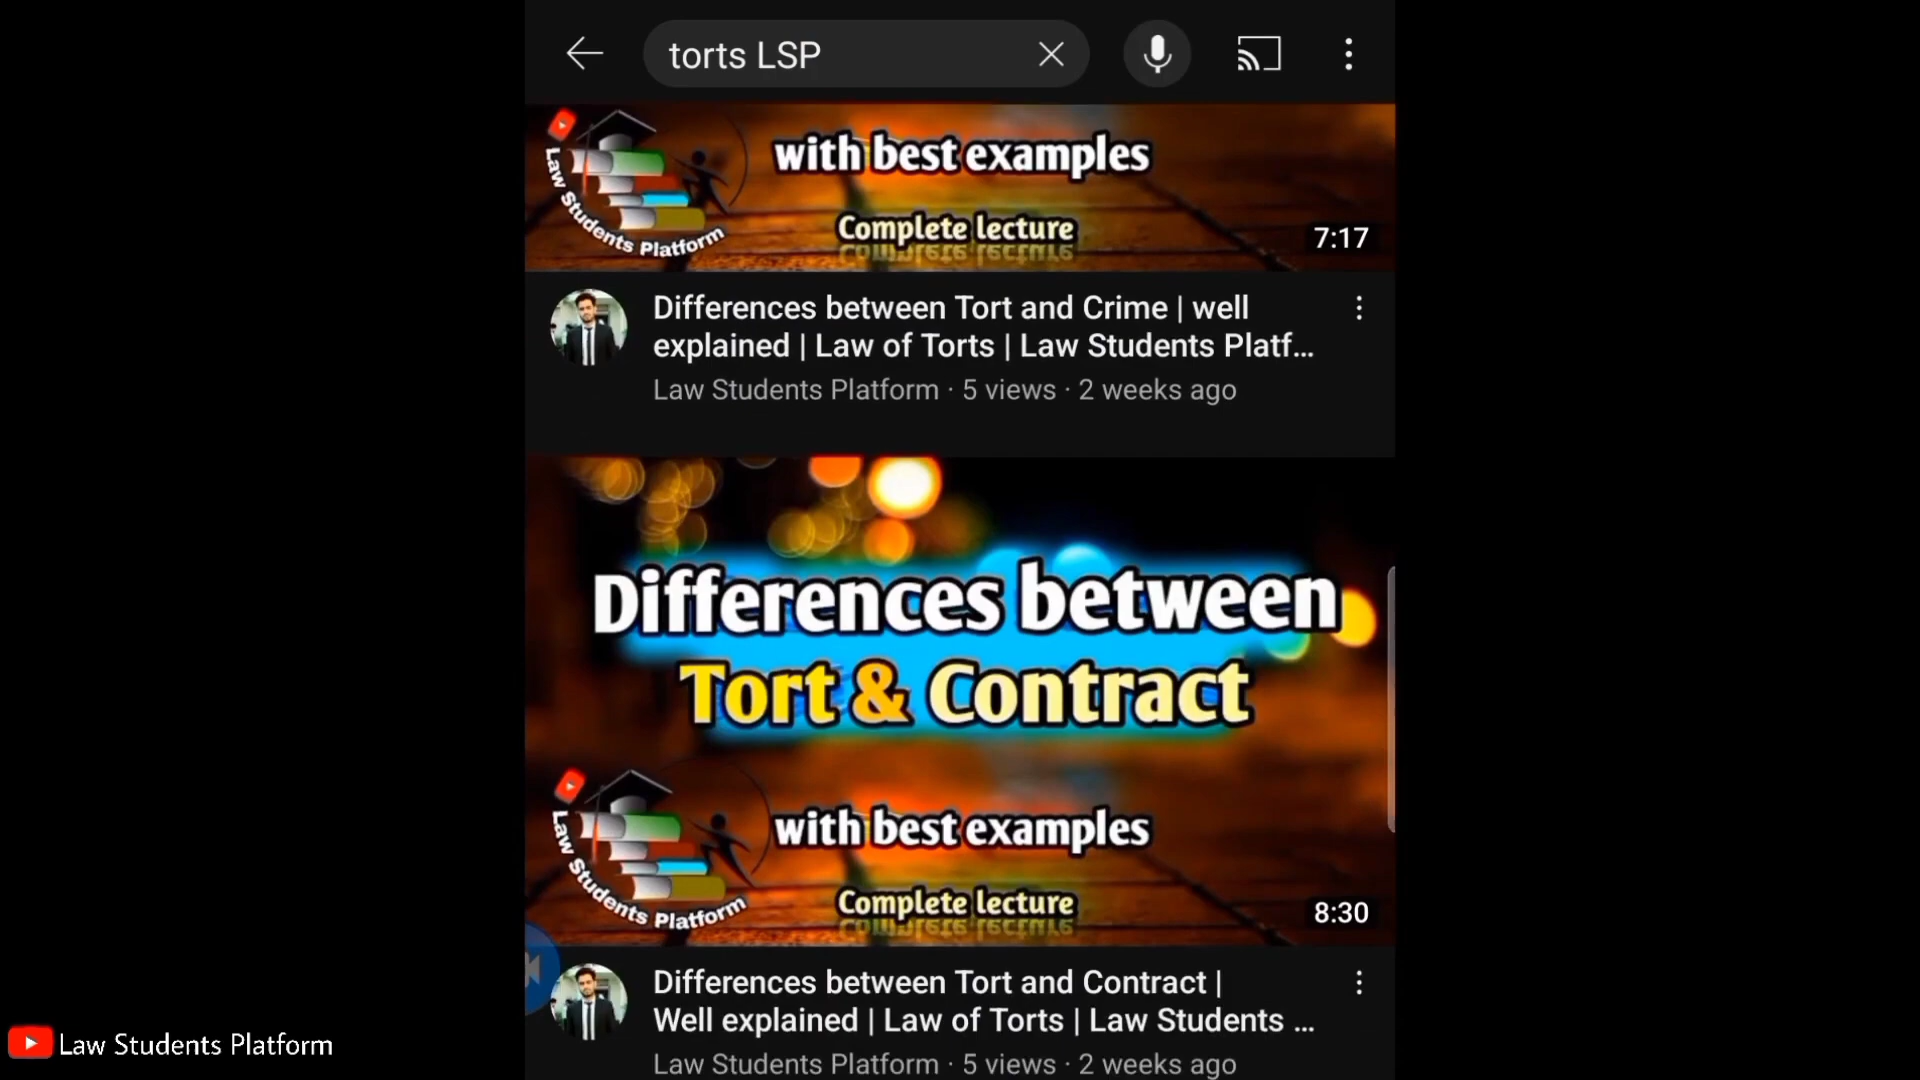 torts LSP
Law Students Platform
with best examples
Complete lecture
7:17
Differences between Tort and Crime | well
explained | Law of Torts | Law Students Platf...
Law Students Platform · 5 views · 2 weeks ago
Differences between
Tort & Contract
Law Students Platform
with best examples
Complete lecture
8:30
Differences between Tort and Contract |
Well explained | Law of Torts | Law Students ...
Law Students Platform · 5 views · 2 weeks ago
Law Students Platform